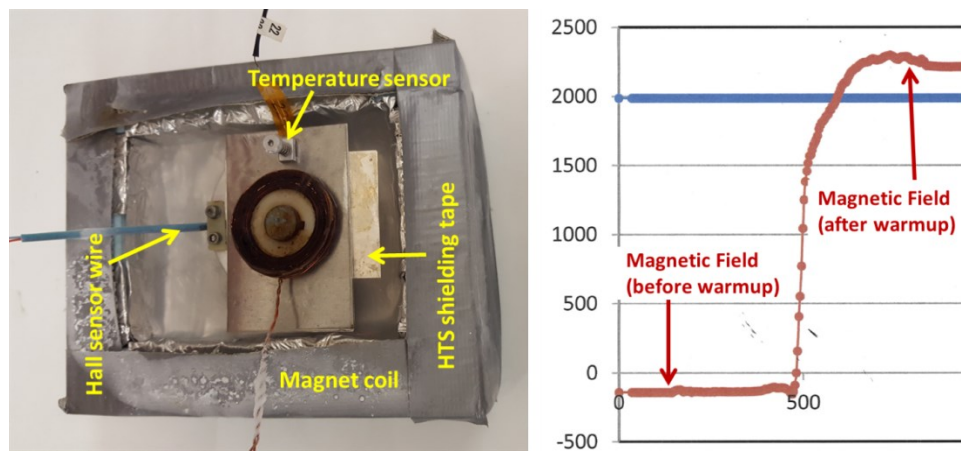 22
Temperature sensor
Hall sensor wire
HTS shielding tape
Magnet coil
2500
2000
1500
1000
500
0
-500
0
500
Magnetic Field
(after warmup)
Magnetic Field
(before warmup)